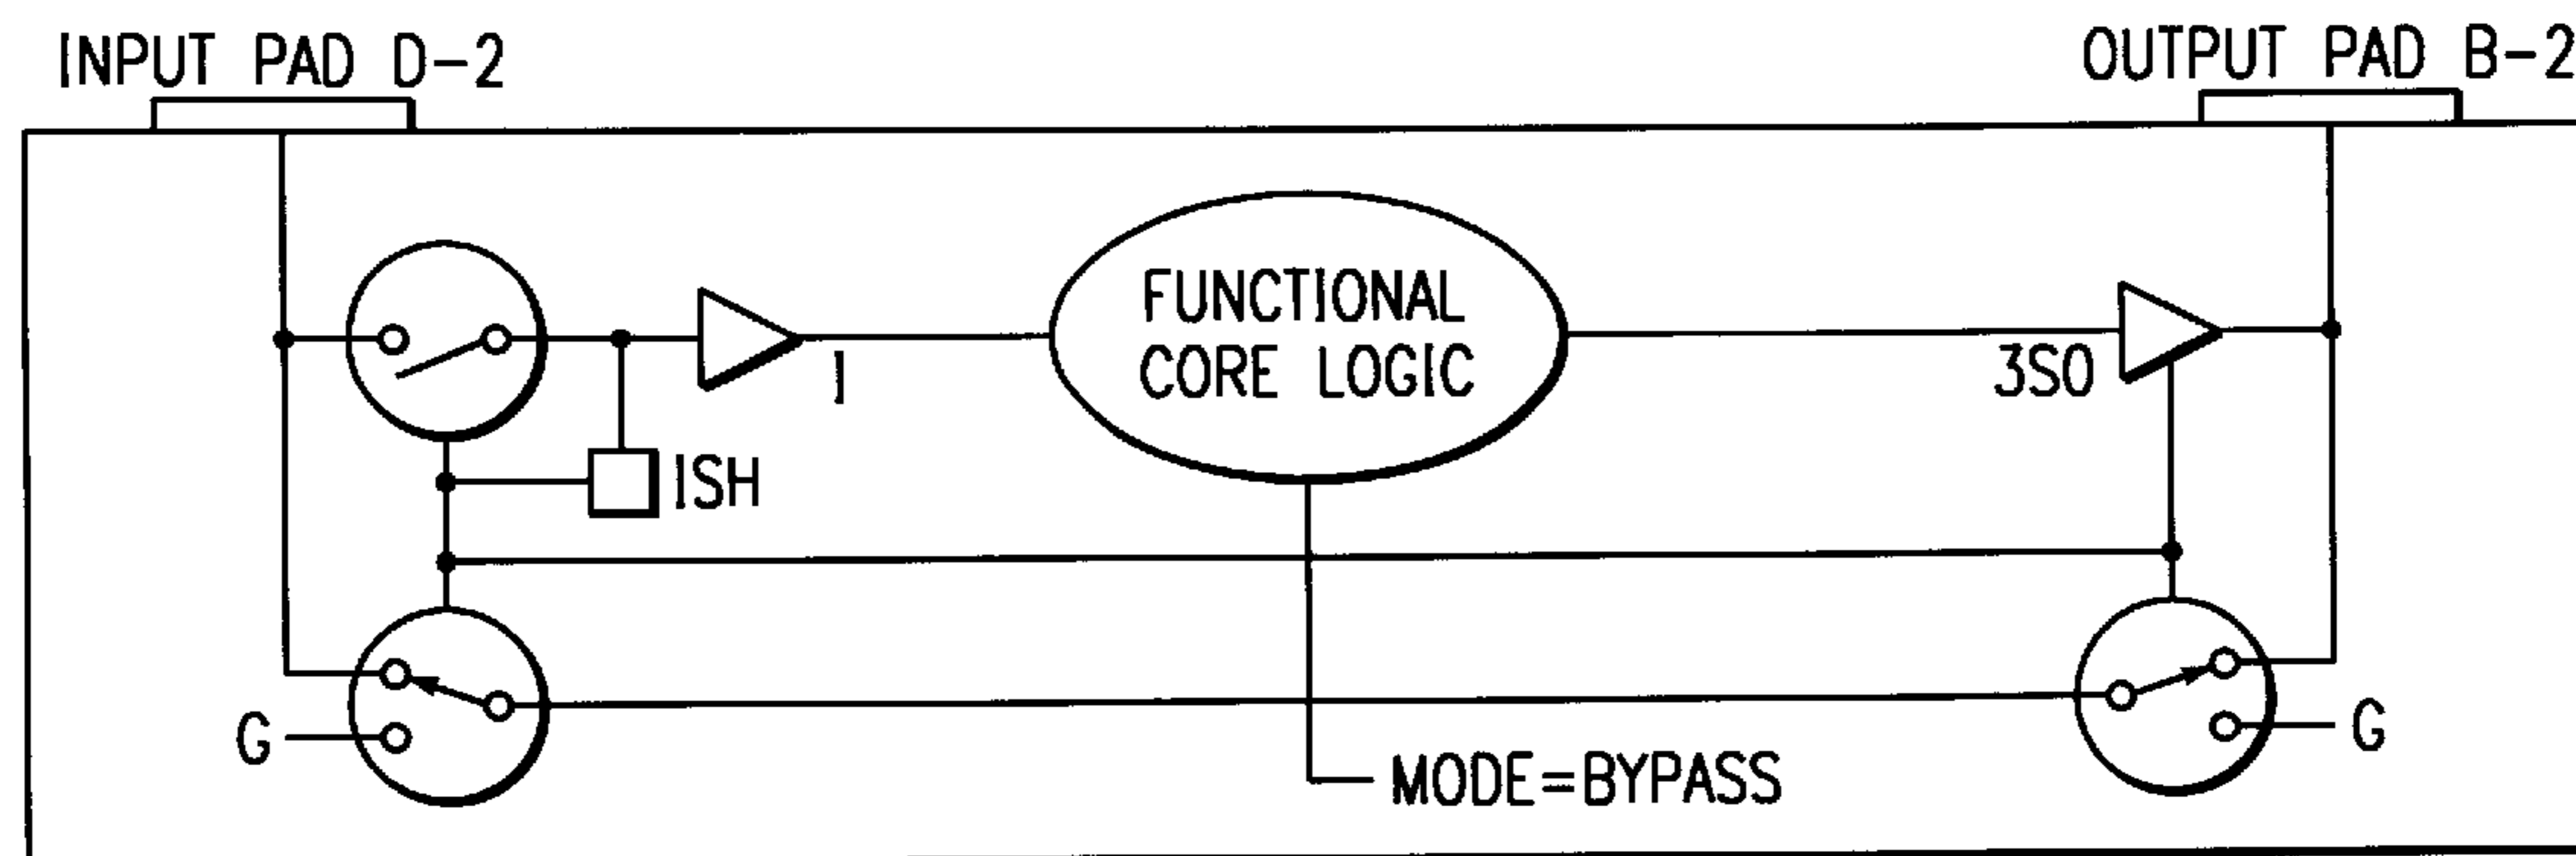 INPUT PAD D-2
OUTPUT PAD B-2
FUNCTIONAL
CORE LOGIC
I
3SO
ISH
G
G
MODE=BYPASS